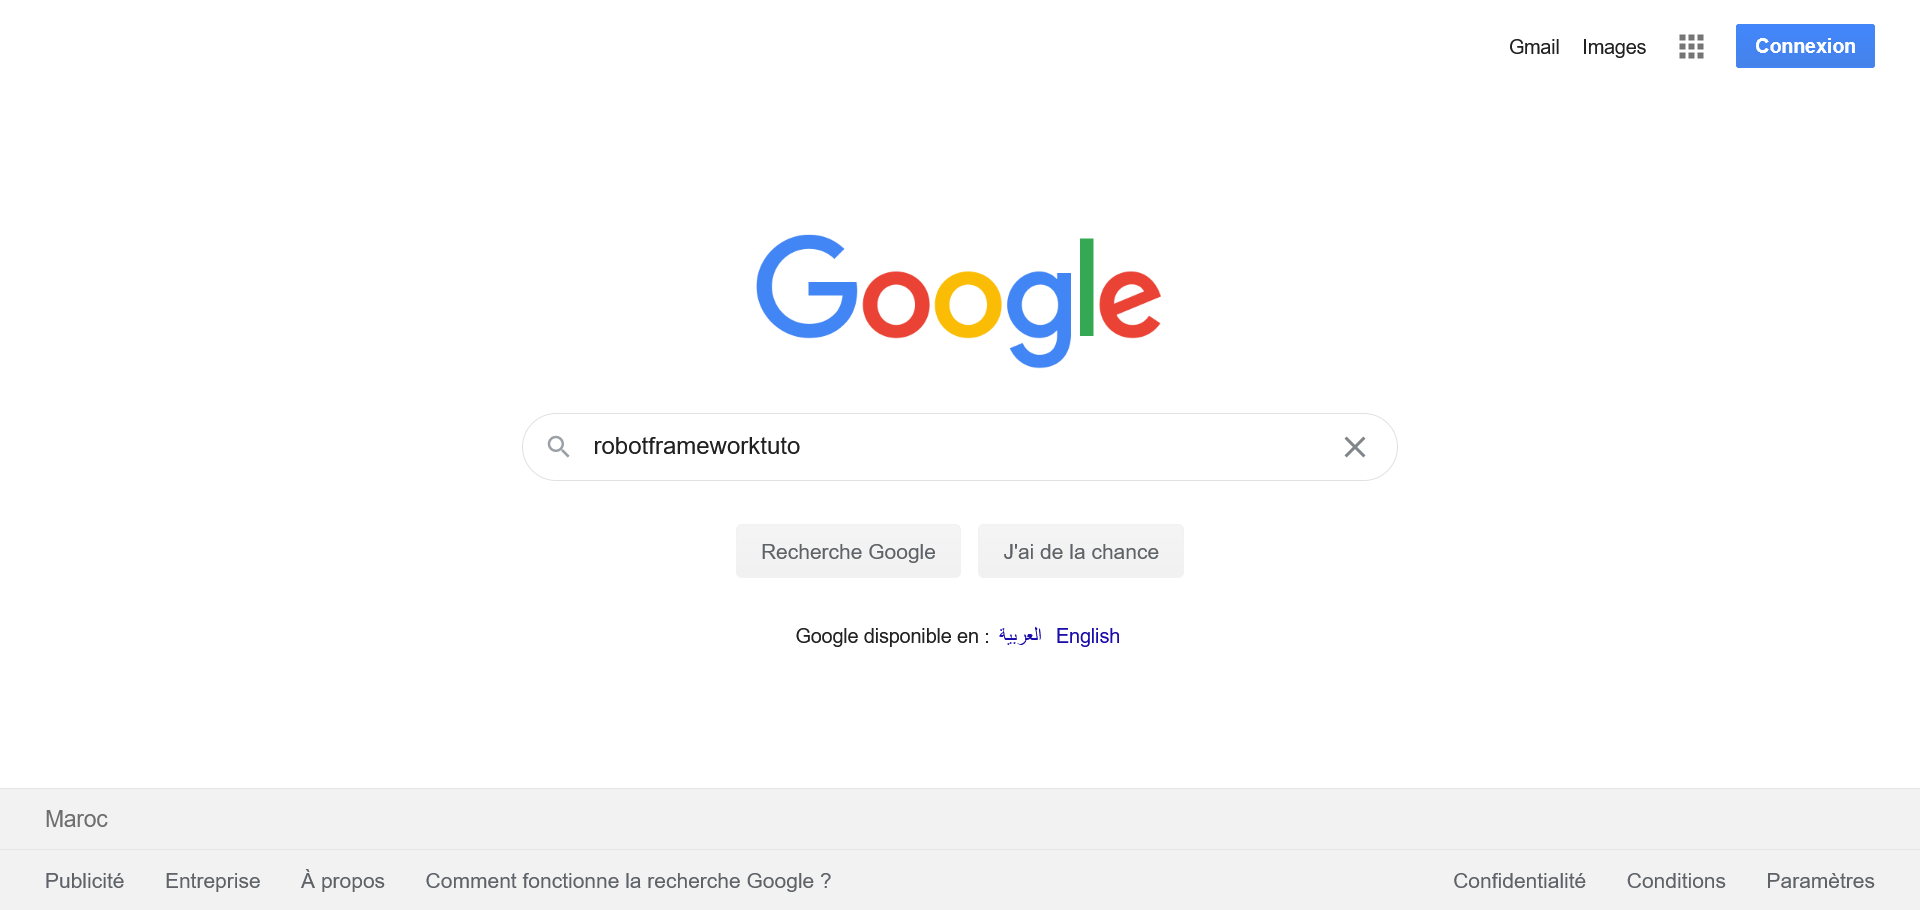 Gmail Images Connexion
Google
robotframeworktuto
Recherche Google J'ai de la chance
Google disponible en : العربية English
Maroc
Publicité Entreprise À propos Comment fonctionne la recherche Google ? Confidentialité Conditions Paramètres